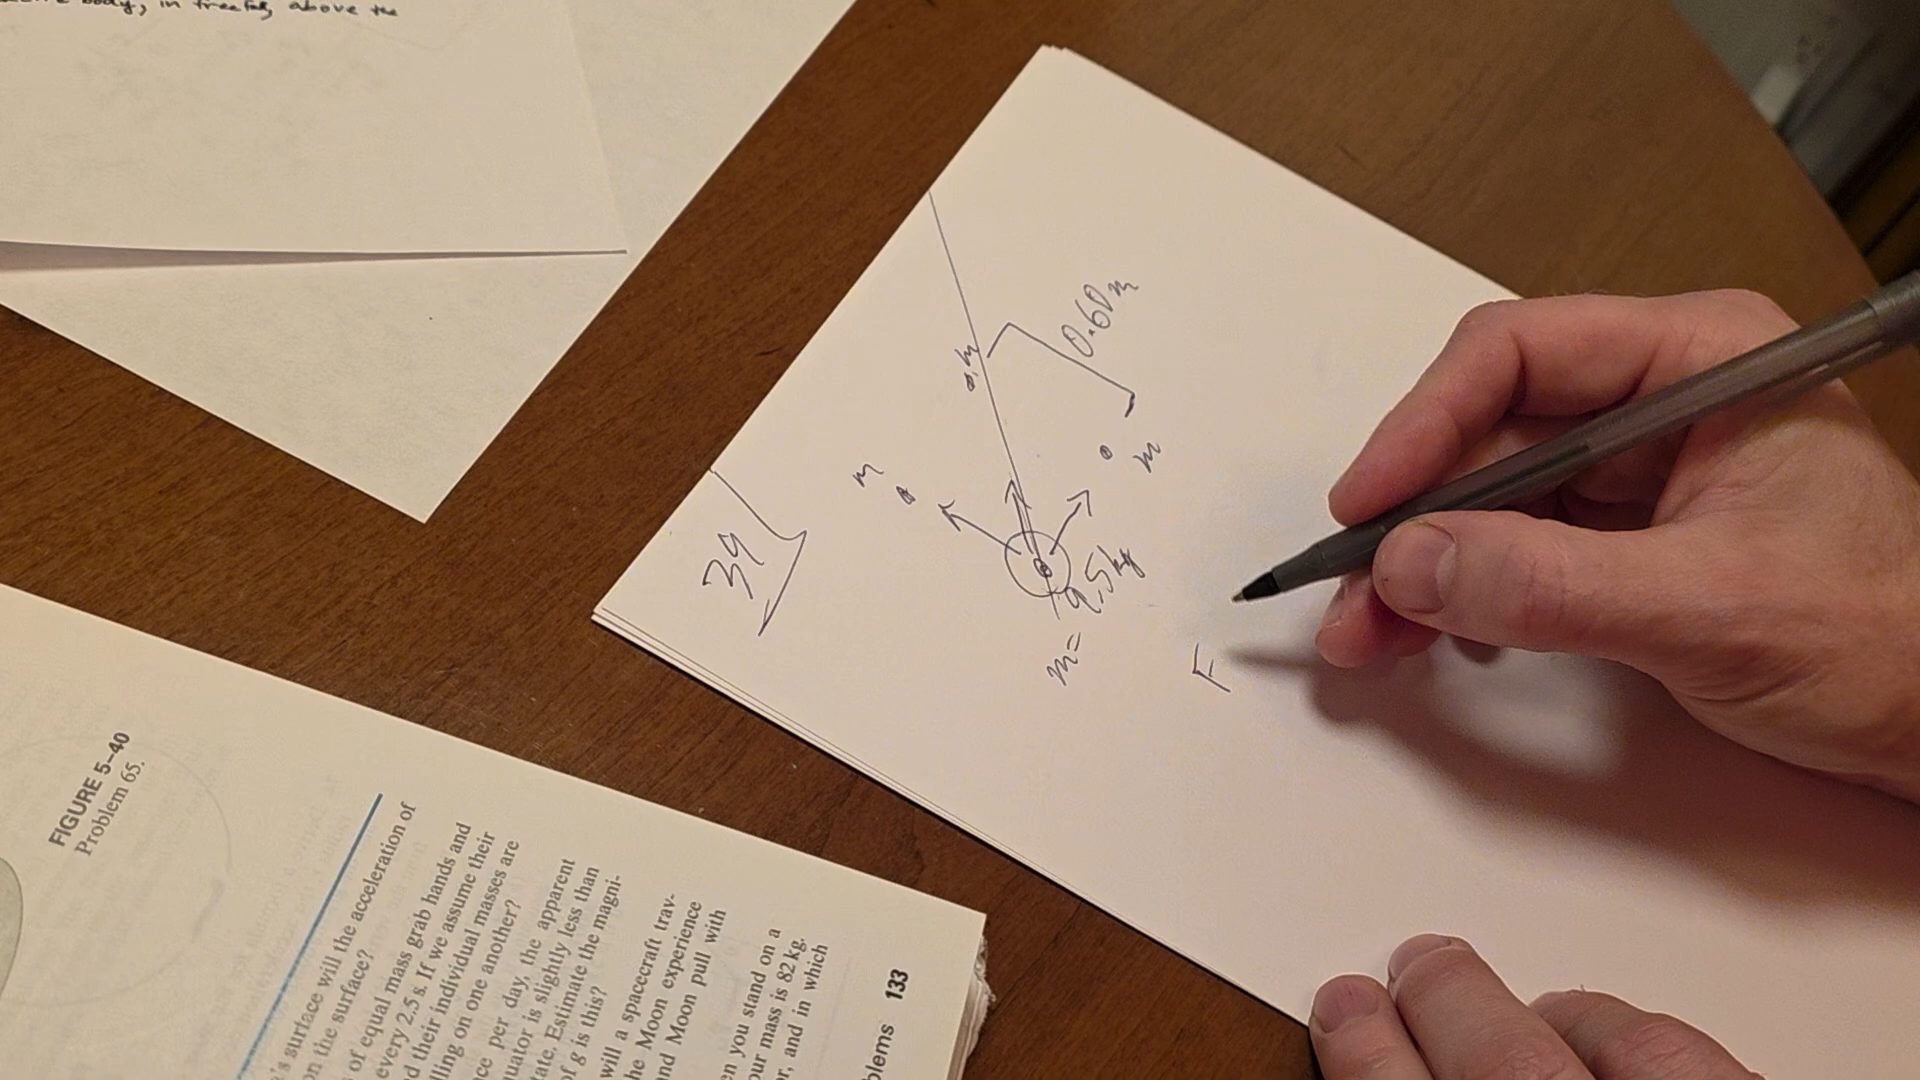 body, in freefall, above the
39
m
m
0.60m
m
m = 9.5kg
F
FIGURE 5–40
Problem 65.
's surface will the acceleration of
on the surface?
of equal mass grab hands and
every 2.5 s. If we assume their
d their individual masses are
lling on one another?
ce per day, the apparent
uator is slightly less than
tate. Estimate the magni-
of g is this?
will a spacecraft trav-
he Moon experience
and Moon pull with
en you stand on a
our mass is 82 kg.
or, and in which
blems 133